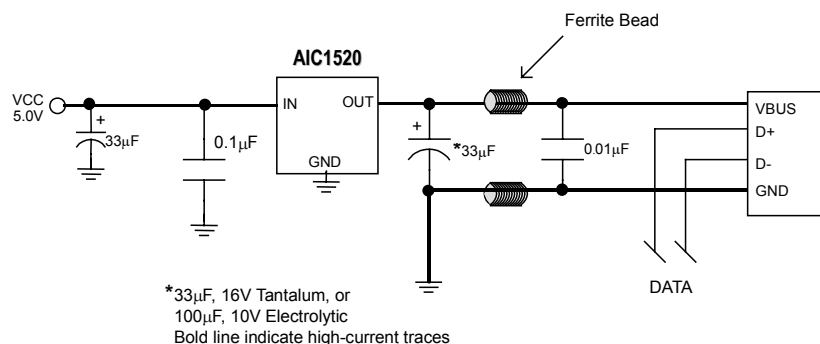 Ferrite Bead
AIC1520
VCC
5.0V
IN
OUT
GND
+
33μF
0.1μF
+
*33μF
0.01μF
VBUS
D+
D-
GND
DATA
*33μF, 16V Tantalum, or
100μF, 10V Electrolytic
Bold line indicate high-current traces